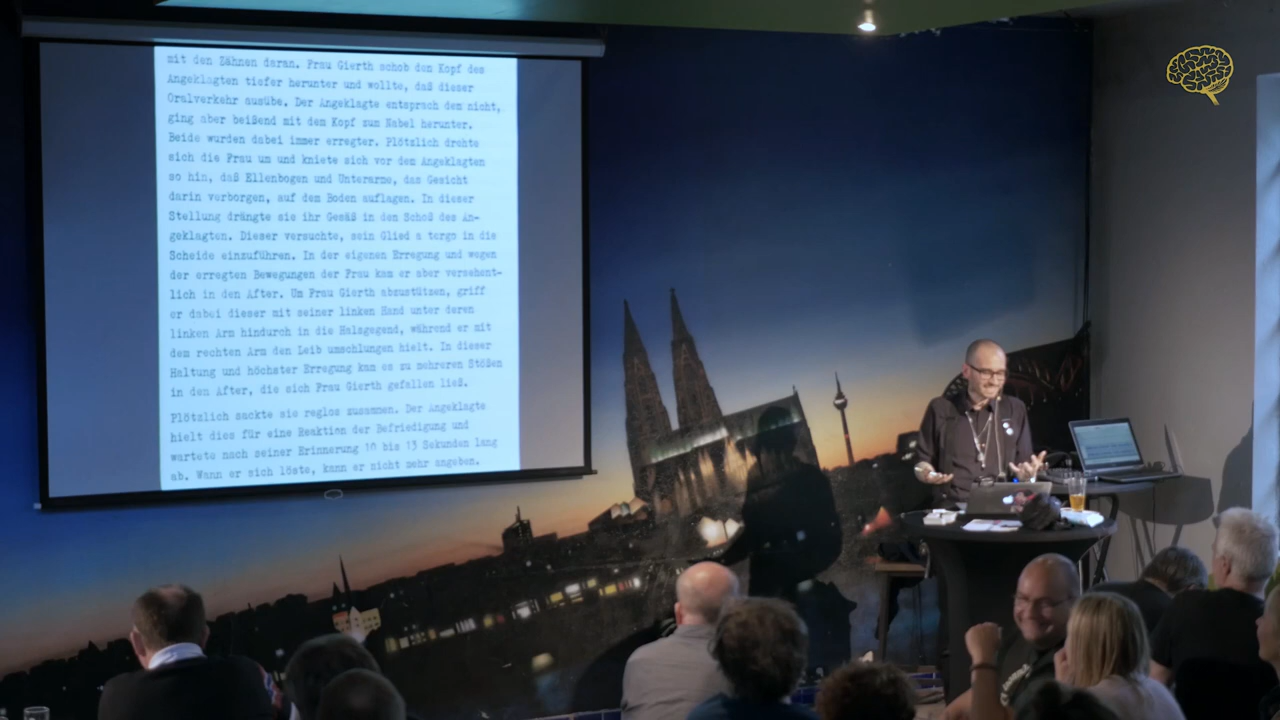 mit den Zähnen daran. Frau Gierth schob den Kopf des
Angeklagten tiefer herunter und wollte, daß dieser
Oralverkehr ausübe. Der Angeklagte entsprach dem nicht,
ging aber beißend mit dem Kopf zum Nabel herunter.
Beide wurden dabei immer erregter. Plötzlich drehte
sich die Frau um und kniete sich vor den Angeklagten
so hin, daß Ellenbogen und Unterarme, das Gesicht
darin verborgen, auf dem Boden auflagen. In dieser
Stellung drängte sie ihr Gesäß in den Schoß des An-
geklagten. Dieser versuchte, sein Glied a tergo in die
Scheide einzuführen. In der eigenen Erregung und wegen
der erregten Bewegungen der Frau kam er aber versehent-
lich in den After. Um Frau Gierth abzustützen, griff
er dabei dieser mit seiner linken Hand unter deren
linken Arm hindurch in die Halsgegend, während er mit
dem rechten Arm den Leib umschlungen hielt. In dieser
Haltung und höchster Erregung kam es zu mehreren Stößen
in den After, die sich Frau Gierth gefallen ließ.
Plötzlich sackte sie reglos zusammen. Der Angeklagte
hielt dies für eine Reaktion der Befriedigung und
wartete nach seiner Erinnerung 10 bis 13 Sekunden lang
ab. Wann er sich löste, kann er nicht mehr angeben.